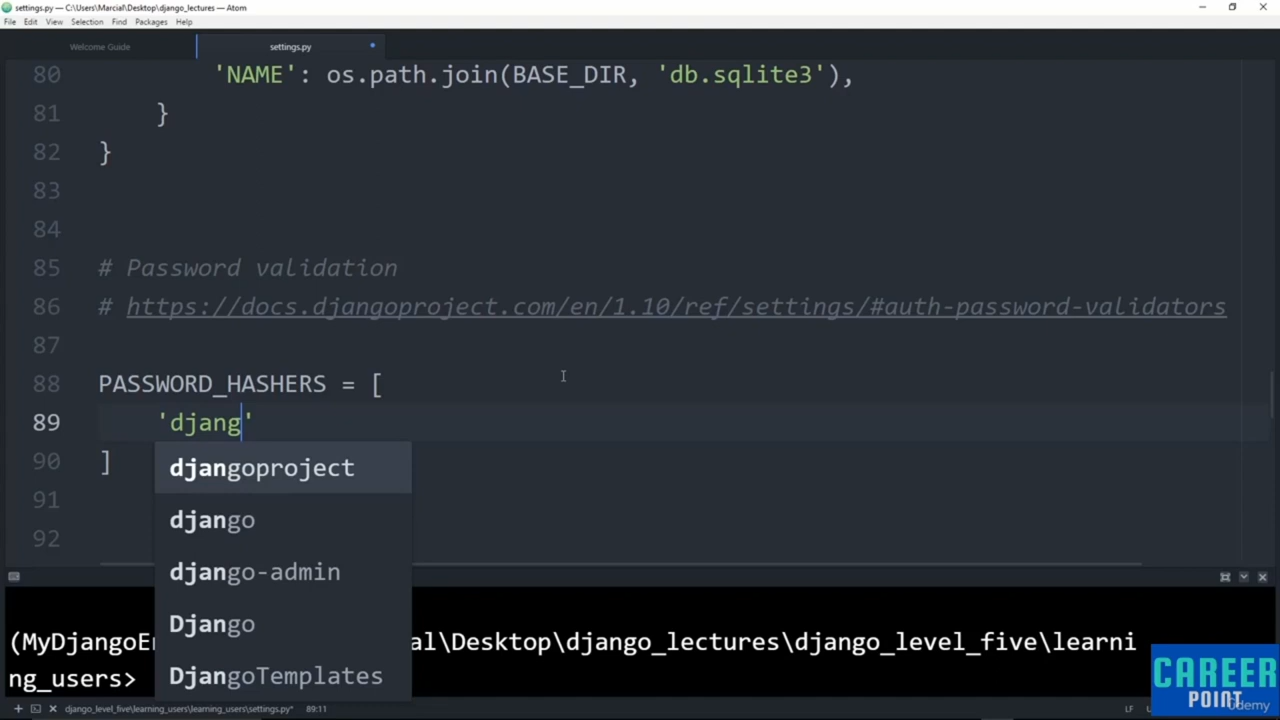 settings.py — C:\Users\Marcial\Desktop\django_lectures — Atom
File Edit View Selection Find Packages Help
Welcome Guide settings.py
80 'NAME': os.path.join(BASE_DIR, 'db.sqlite3'),
81 }
82 }
83
84
85 # Password validation
86 # https://docs.djangoproject.com/en/1.10/ref/settings/#auth-password-validators
87
88 PASSWORD_HASHERS = [
89 'djang'
90 ]
91
92
djangoproject
django
django-admin
Django
DjangoTemplates
(MyDjangoEn al\Desktop\django_lectures\django_level_five\learni
ng_users>
CAREER
POINT
Udemy
django_level_five\learning_users\learning_users\settings.py* 89:11 LF